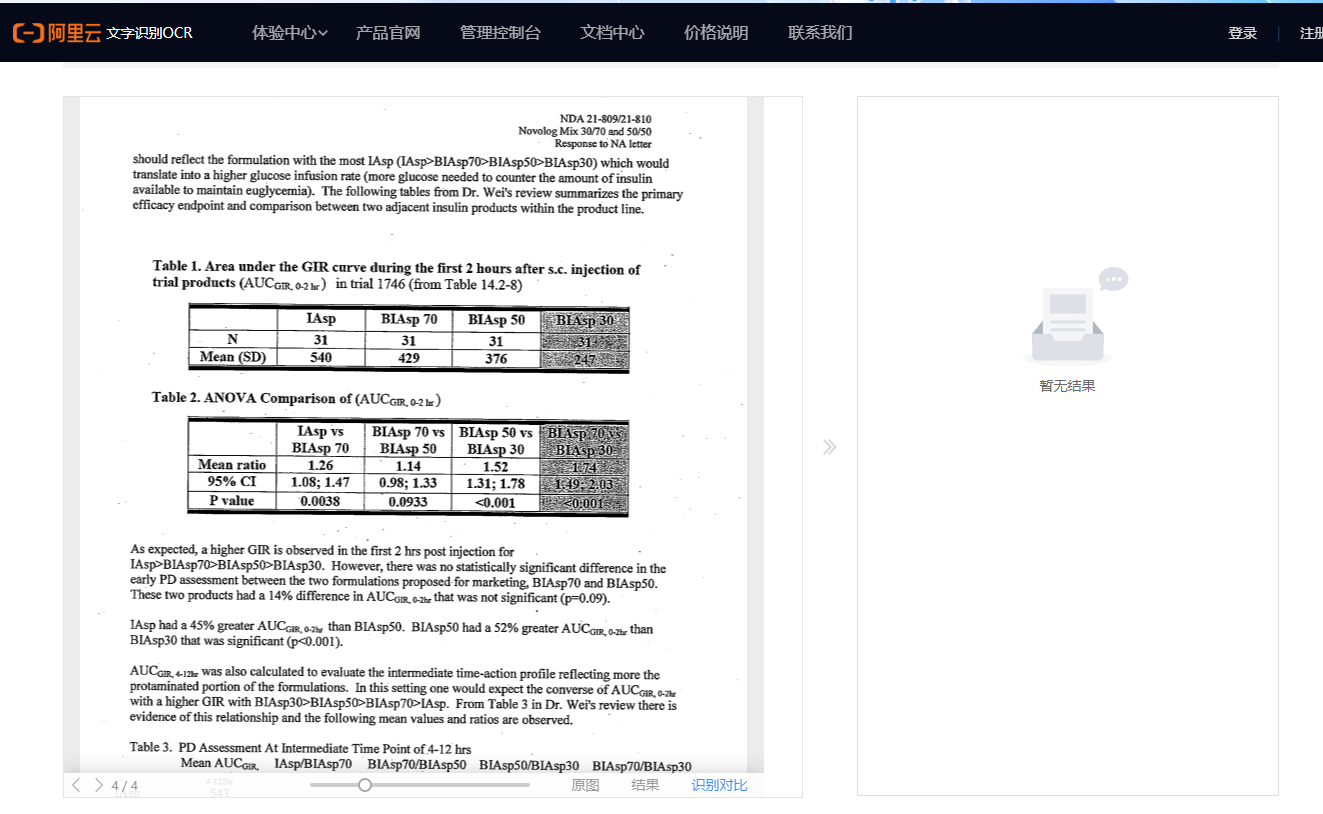 阿里云 文字识别OCR 体验中心 产品官网 管理控制台 文档中心 价格说明 联系我们 登录 注册
NDA 21-809/21-810
Novolog Mix 30/70 and 50/50
Response to NA letter
should reflect the formulation with the most IAsp (IAsp>BIAsp70>BIAsp50>BIAsp30) which would
translate into a higher glucose infusion rate (more glucose needed to counter the amount of insulin
available to maintain euglycemia). The following tables from Dr. Wei's review summarizes the primary
efficacy endpoint and comparison between two adjacent insulin products within the product line.
Table 1. Area under the GIR curve during the first 2 hours after s.c. injection of
trial products (AUCGIR, 0-2 hr) in trial 1746 (from Table 14.2-8)
IAsp BIAsp 70 BIAsp 50 BIAsp 30
N 31 31 31 31
Mean (SD) 540 429 376 247
Table 2. ANOVA Comparison of (AUCGIR, 0-2 hr)
IAsp vs BIAsp 70 vs BIAsp 50 vs BIAsp 70 vs
BIAsp 70 BIAsp 50 BIAsp 30 BIAsp 30
Mean ratio 1.26 1.14 1.52 1.74
95% CI 1.08; 1.47 0.98; 1.33 1.31; 1.78 1.49; 2.03
P value 0.0038 0.0933 <0.001 <0.001
As expected, a higher GIR is observed in the first 2 hrs post injection for
IAsp>BIAsp70>BIAsp50>BIAsp30. However, there was no statistically significant difference in the
early PD assessment between the two formulations proposed for marketing, BIAsp70 and BIAsp50.
These two products had a 14% difference in AUCGIR, 0-2hr that was not significant (p=0.09).
IAsp had a 45% greater AUCGIR, 0-2hr than BIAsp50. BIAsp50 had a 52% greater AUCGIR, 0-2hr than
BIAsp30 that was significant (p<0.001).
AUCGIR, 4-12hr was also calculated to evaluate the intermediate time-action profile reflecting more the
protaminated portion of the formulations. In this setting one would expect the converse of AUCGIR, 0-2hr
with a higher GIR with BIAsp30>BIAsp50>BIAsp70>IAsp. From Table 3 in Dr. Wei's review there is
evidence of this relationship and the following mean values and ratios are observed.
Table 3. PD Assessment At Intermediate Time Point of 4-12 hrs
Mean AUCGIR, IAsp/BIAsp70 BIAsp70/BIAsp50 BIAsp50/BIAsp30 BIAsp70/BIAsp30
4-12hr
IAsp 543
4 / 4 原图 结果 识别对比
暂无结果